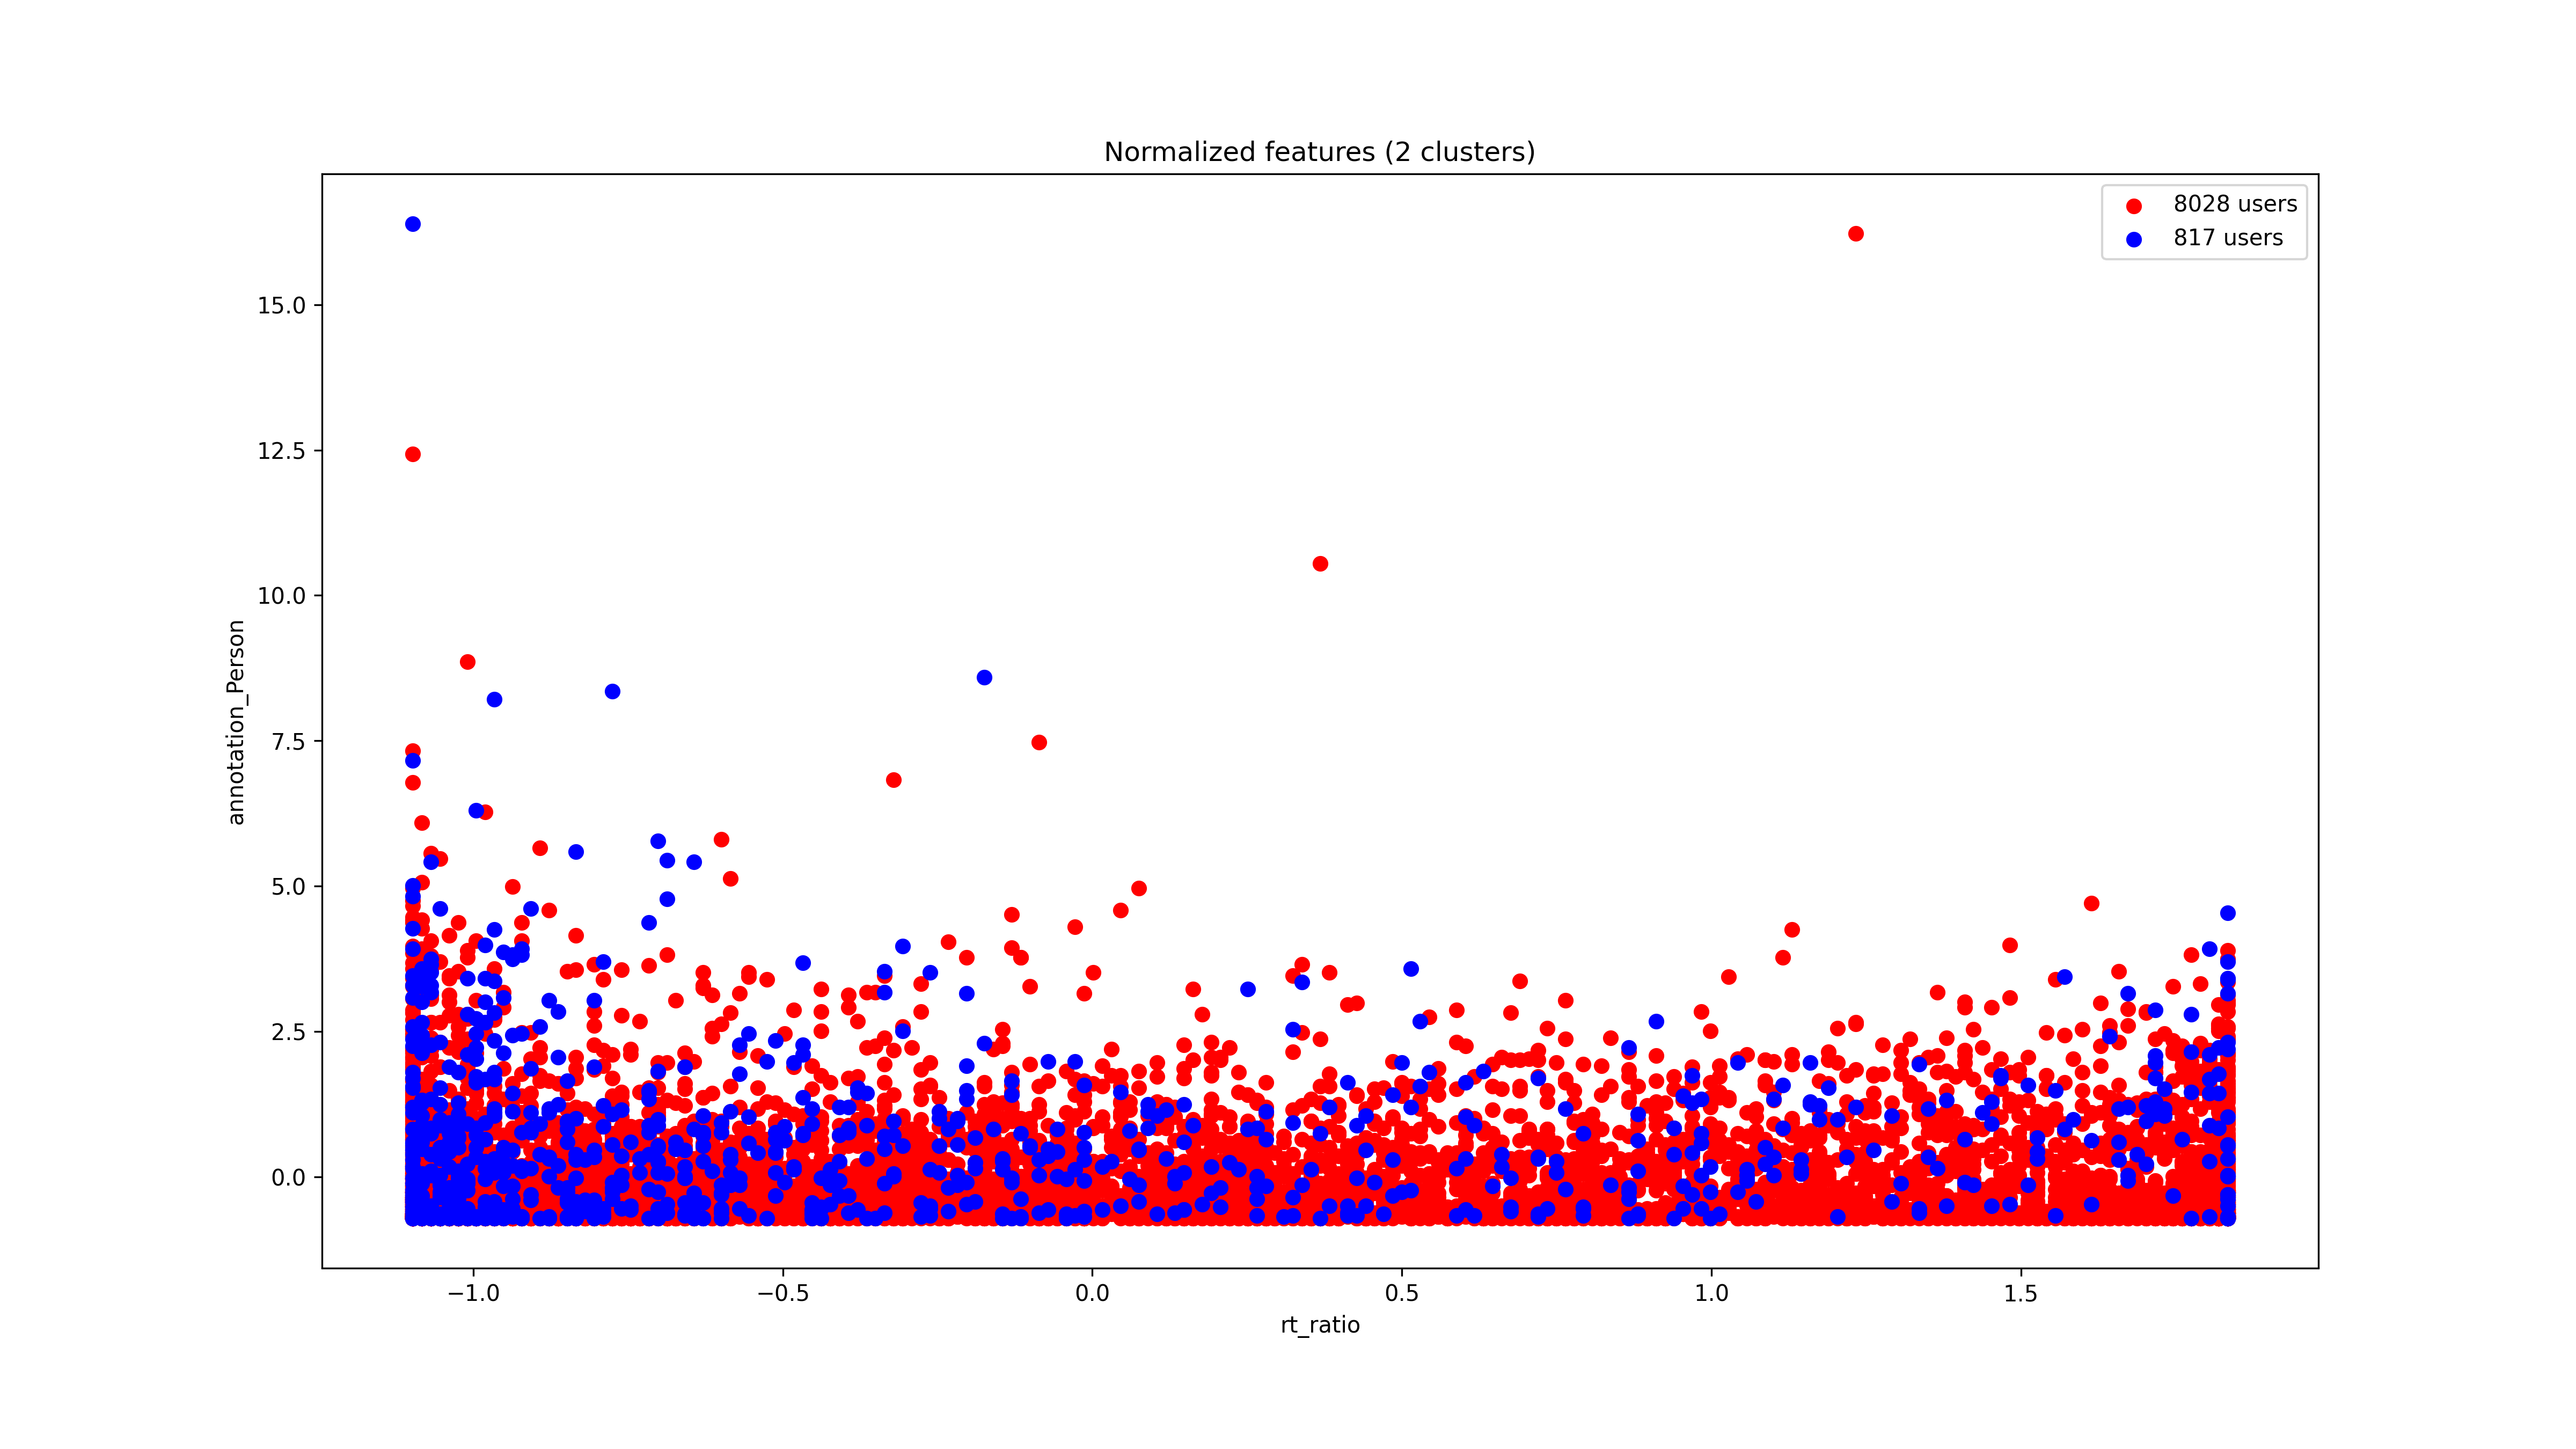 Normalized features (2 clusters)
8028 users
817 users
15.0
12.5
10.0
7.5
5.0
2.5
0.0
annotation_Person
−1.0 −0.5 0.0 0.5 1.0 1.5
rt_ratio